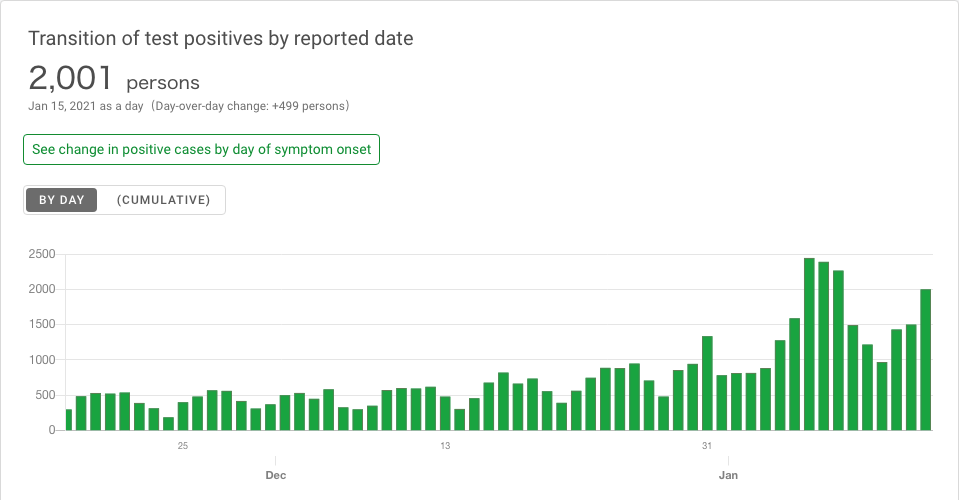 Transition of test positives by reported date
2,001 persons
Jan 15, 2021 as a day (Day-over-day change: +499 persons)
See change in positive cases by day of symptom onset
BY DAY (CUMULATIVE)
2500
2000
1500
1000
500
0
25 13 31
Dec Jan